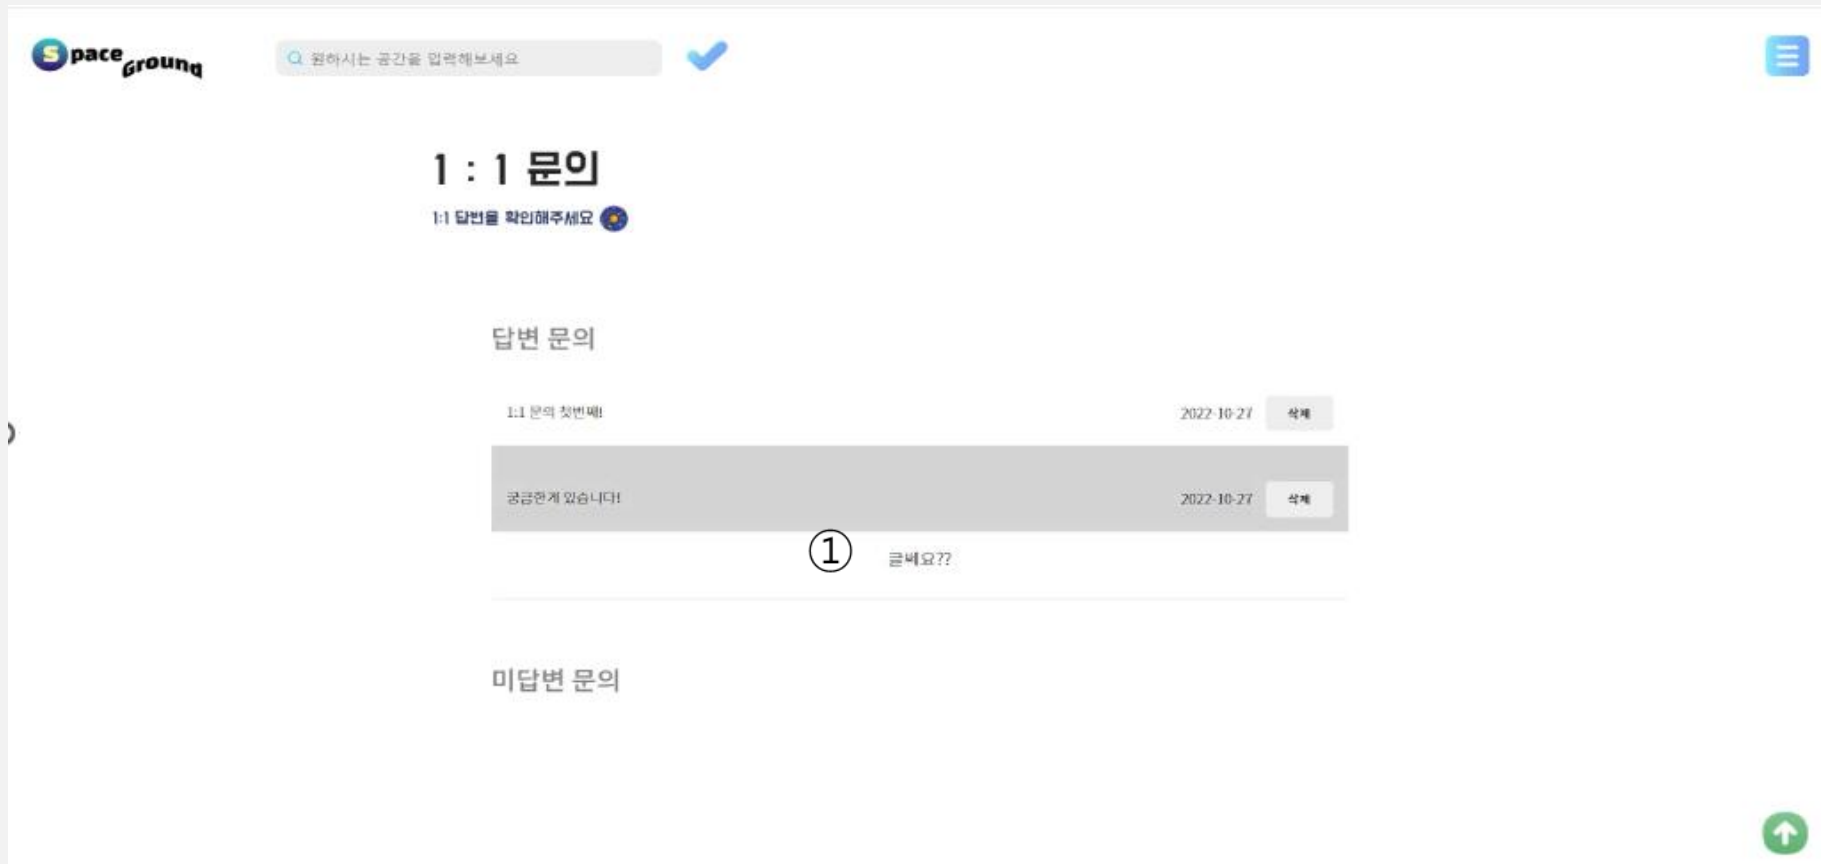 Space Ground
원하시는 공간을 입력해보세요
1 : 1 문의
1:1 답변을 확인해주세요
답변 문의
1:1 문의 첫번째! 2022-10-27 삭제
궁금한게 있습니다! 2022-10-27 삭제
① 글쎄요??
미답변 문의